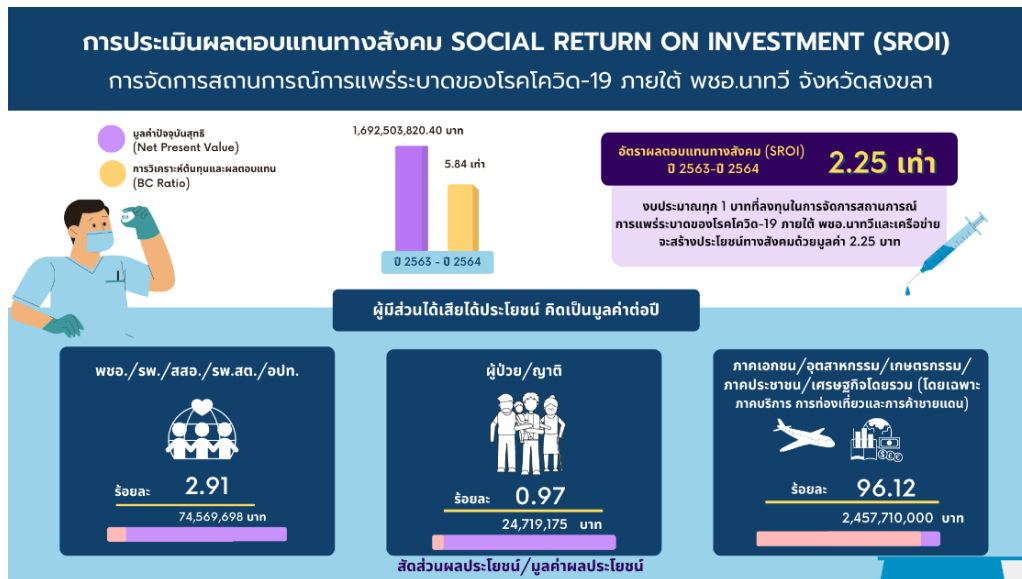 การประเมินผลตอบแทนทางสังคม SOCIAL RETURN ON INVESTMENT (SROI)
การจัดการสถานการณ์การแพร่ระบาดของโรคโควิด-19 ภายใต้ พชอ.นาทวี จังหวัดสงขลา
มูลค่าปัจจุบันสุทธิ
(Net Present Value)
การวิเคราะห์ต้นทุนและผลตอบแทน
(BC Ratio)
1,692,503,820.40 บาท
5.84 เท่า
ปี 2563 - ปี 2564
อัตราผลตอบแทนทางสังคม (SROI)
ปี 2563-ปี 2564
2.25 เท่า
งบประมาณทุก 1 บาทที่ลงทุนในการจัดการสถานการณ์
การแพร่ระบาดของโรคโควิด-19 ภายใต้ พชอ.นาทวีและเครือข่าย
จะสร้างประโยชน์ทางสังคมด้วยมูลค่า 2.25 บาท
ผู้มีส่วนได้เสียได้ประโยชน์ คิดเป็นมูลค่าต่อปี
พชอ./รพ./สสอ./รพ.สต./อปท.
ร้อยละ 2.91
74,569,698 บาท
ผู้ป่วย/ญาติ
ร้อยละ 0.97
24,719,175 บาท
ภาคเอกชน/อุตสาหกรรม/เกษตรกรรม/
ภาคประชาชน/เศรษฐกิจโดยรวม (โดยเฉพาะ
ภาคบริการ การท่องเที่ยวและการค้าชายแดน)
ร้อยละ 96.12
2,457,710,000 บาท
สัดส่วนผลประโยชน์/มูลค่าผลประโยชน์